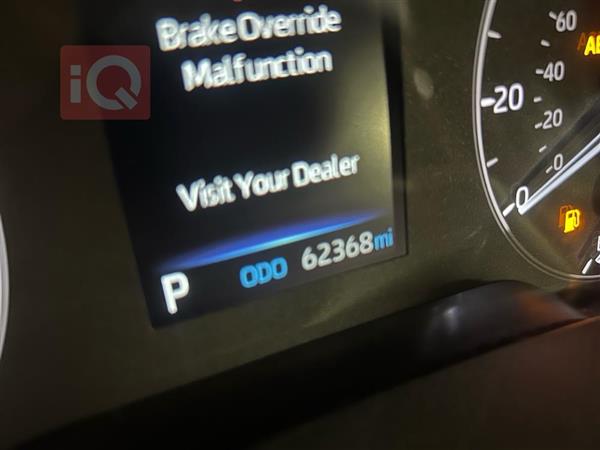 Brake Override
Malfunction
iQ
Visit Your Dealer
P ODO 62368mi
60
40
20
20
0
0